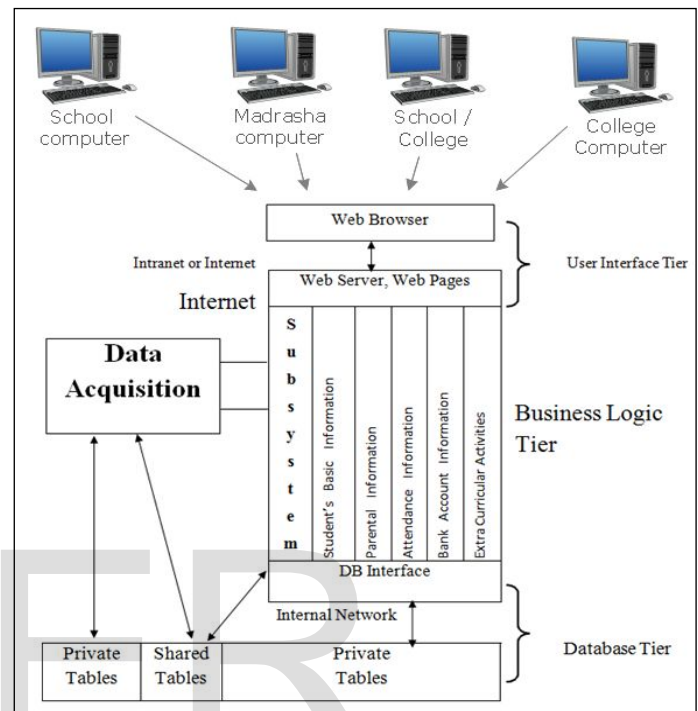 School
computer
Madrasha
computer
School /
College
College
Computer
Web Browser
Intranet or Internet
User Interface Tier
Web Server, Web Pages
Internet
Data
Acquisition
Subsystem
Student's Basic Information
Parental Information
Attendance Information
Bank Account Information
Extra Curricular Activities
Business Logic
Tier
DB Interface
Internal Network
Database Tier
Private
Tables
Shared
Tables
Private
Tables